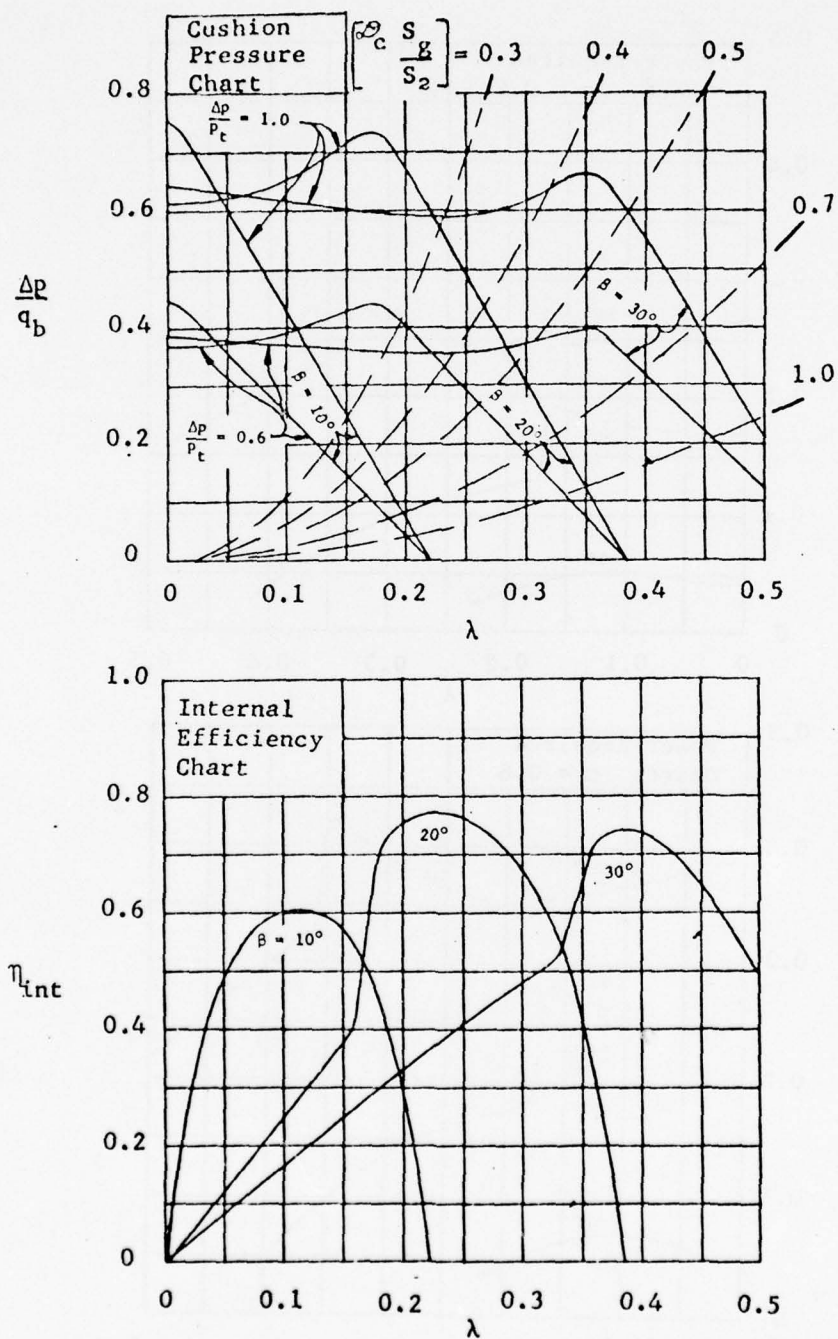 Cushion
Pressure
Chart
[𝒟c Sg/S2] = 0.3 0.4 0.5
0.7
1.0
Δp/pt = 1.0
Δp/pt = 0.6
β = 10°
β = 20°
β = 30°
Δp/qb
0.8
0.6
0.4
0.2
0
0 0.1 0.2 0.3 0.4 0.5
λ
Internal
Efficiency
Chart
1.0
0.8
0.6
0.4
0.2
0
ηint
β = 10°
20°
30°
0 0.1 0.2 0.3 0.4 0.5
λ